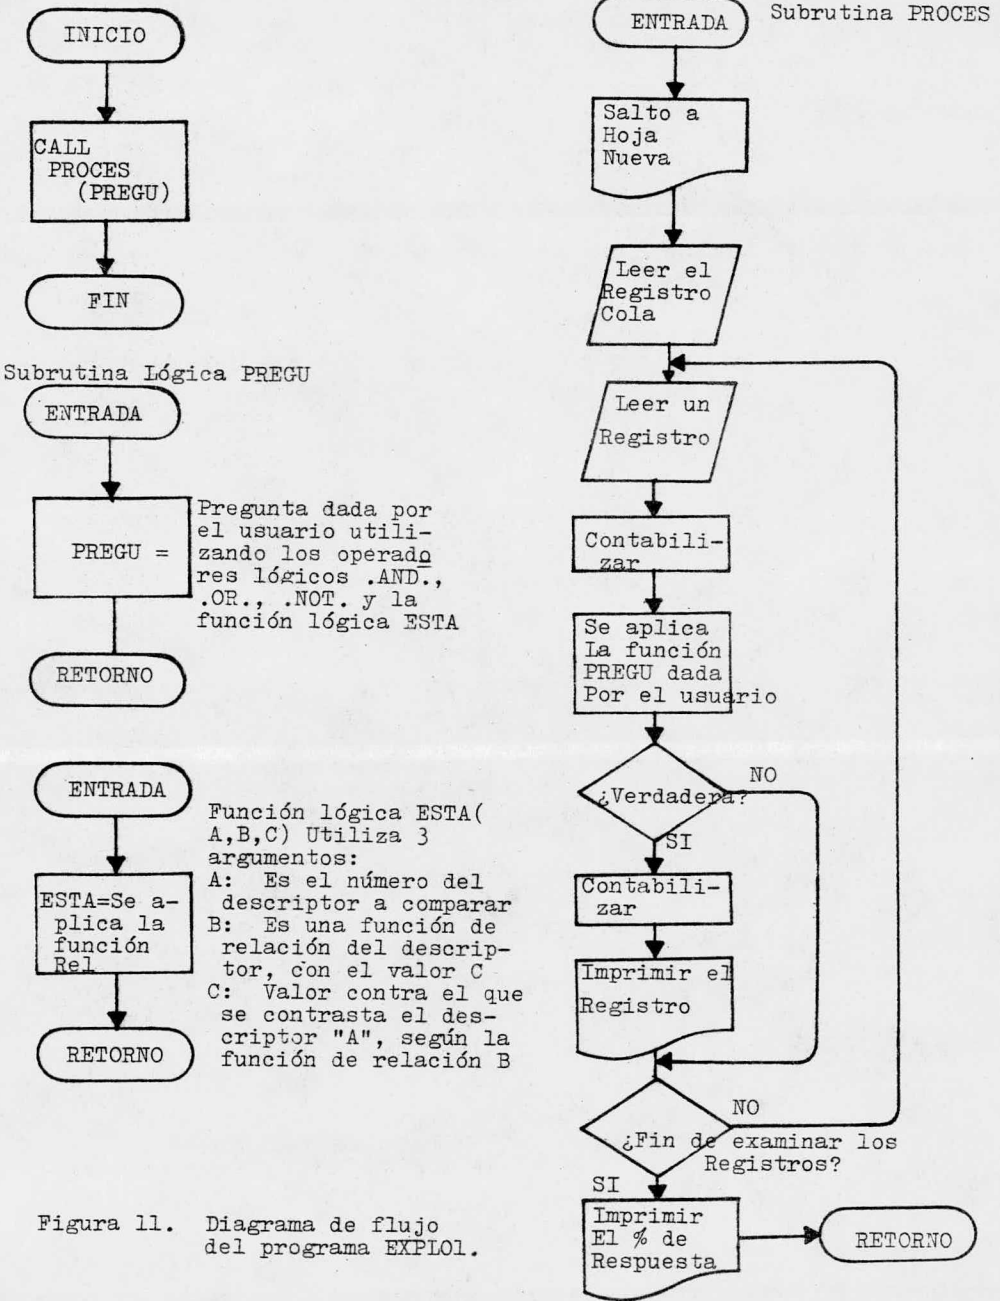 INICIO
CALL
PROCES
(PREGU)
FIN
Subrutina Lógica PREGU
ENTRADA
PREGU =
Pregunta dada por
el usuario utili-
zando los operado
res lógicos .AND.,
.OR., .NOT. y la
función lógica ESTA
RETORNO
ENTRADA
ESTA=Se a-
plica la
función
Rel
RETORNO
Función lógica ESTA(
A,B,C) Utiliza 3
argumentos:
A: Es el número del
descriptor a comparar
B: Es una función de
relación del descrip-
tor, con el valor C
C: Valor contra el que
se contrasta el des-
criptor "A", según la
función de relación B
Figura 11. Diagrama de flujo
del programa EXPLO1.
Subrutina PROCES
ENTRADA
Salto a
Hoja
Nueva
Leer el
Registro
Cola
Leer un
Registro
Contabili-
zar
Se aplica
La función
PREGU dada
Por el usuario
¿Verdadera?
NO
SI
Contabili-
zar
Imprimir el
Registro
NO
¿Fin de examinar los
Registros?
SI
Imprimir
El % de
Respuesta
RETORNO